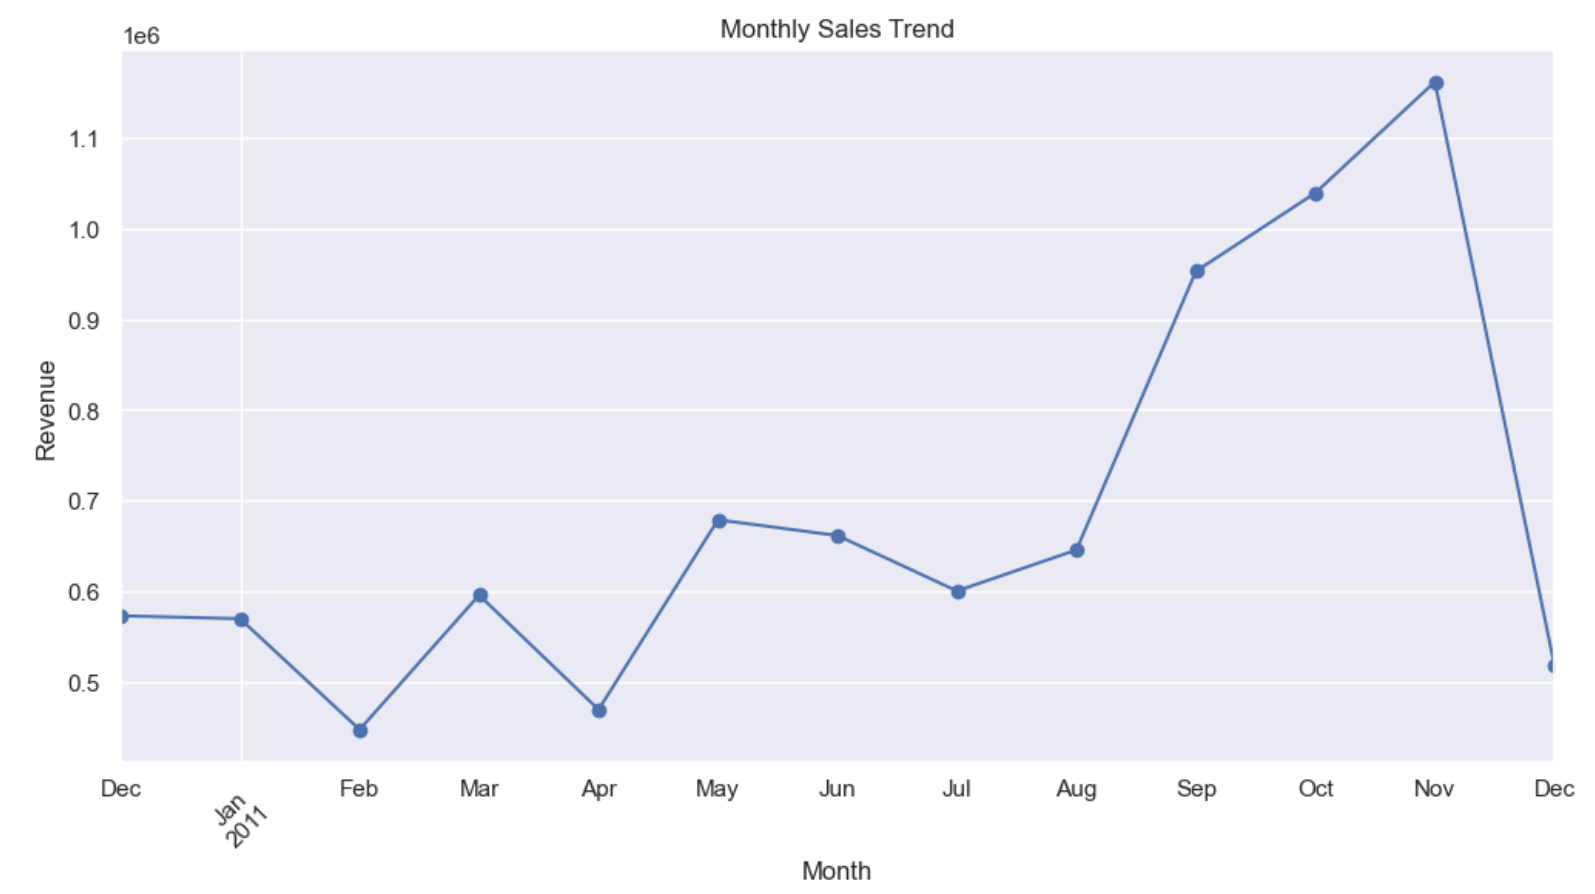 Monthly Sales Trend
1e6
1.1
1.0
0.9
0.8
0.7
0.6
0.5
Revenue
Dec
Jan
2011
Feb
Mar
Apr
May
Jun
Jul
Aug
Sep
Oct
Nov
Dec
Month